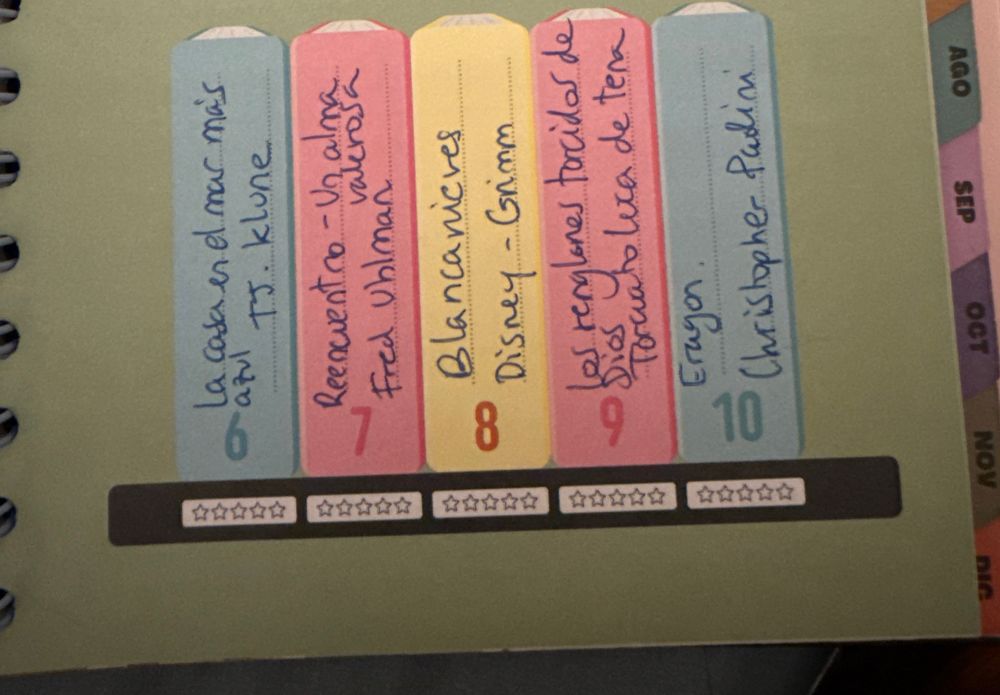 La casa en el mar más
azul TJ. Klune
6
Reencuentro - Un alma
valerosa
Fred Uhlman
7
Blancanieves
Disney - Grimm
8
Los renglones torcidos de
Dios y
Torcuato Luca de tena
9
Eragon.
Christopher Paolini
10
AGO
SEP
OCT
NOV
DIC